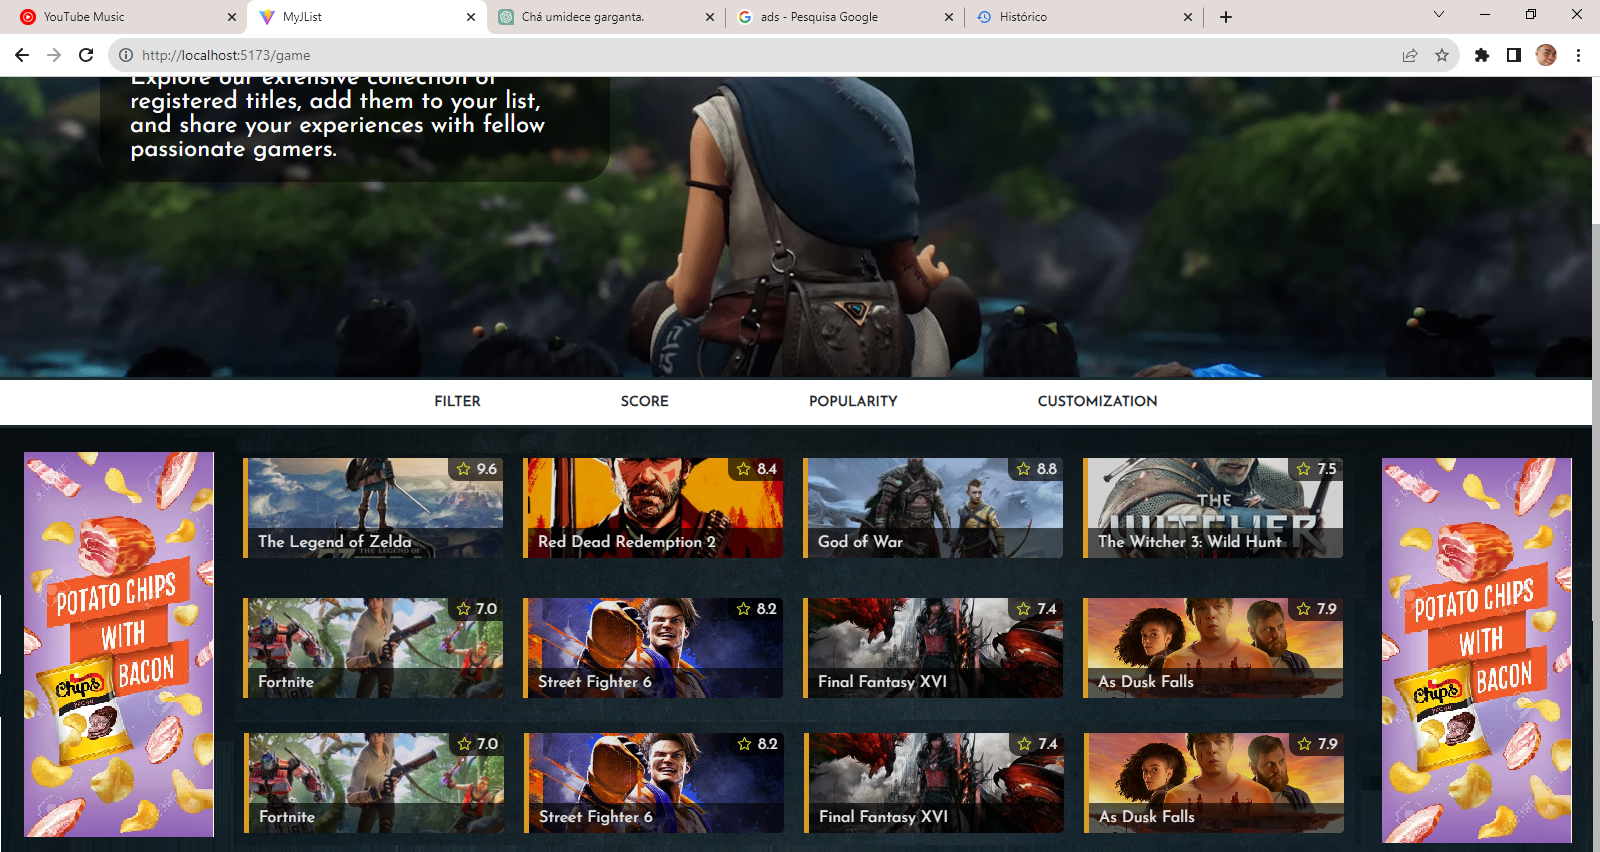 YouTube Music
MyJList
Chá umidece garganta.
ads - Pesquisa Google
Histórico
http://localhost:5173/game
Explore our extensive collection of
registered titles, add them to your list,
and share your experiences with fellow
passionate gamers.
FILTER
SCORE
POPULARITY
CUSTOMIZATION
POTATO CHIPS
WITH
BACON
Chips
9.6
The Legend of Zelda
8.4
Red Dead Redemption 2
8.8
God of War
7.5
THE
WITCHER
The Witcher 3: Wild Hunt
7.0
Fortnite
8.2
Street Fighter 6
7.4
Final Fantasy XVI
7.9
As Dusk Falls
7.0
Fortnite
8.2
Street Fighter 6
7.4
Final Fantasy XVI
7.9
As Dusk Falls
POTATO CHIPS
WITH
BACON
Chips